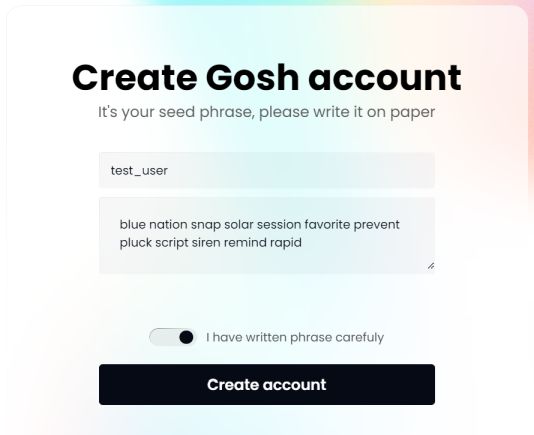 Create Gosh account
It's your seed phrase, please write it on paper
test_user
blue nation snap solar session favorite prevent
pluck script siren remind rapid
I have written phrase carefuly
Create account